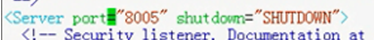 -->
<Server port="8005" shutdown="SHUTDOWN">
<!-- Security listener. Documentation at